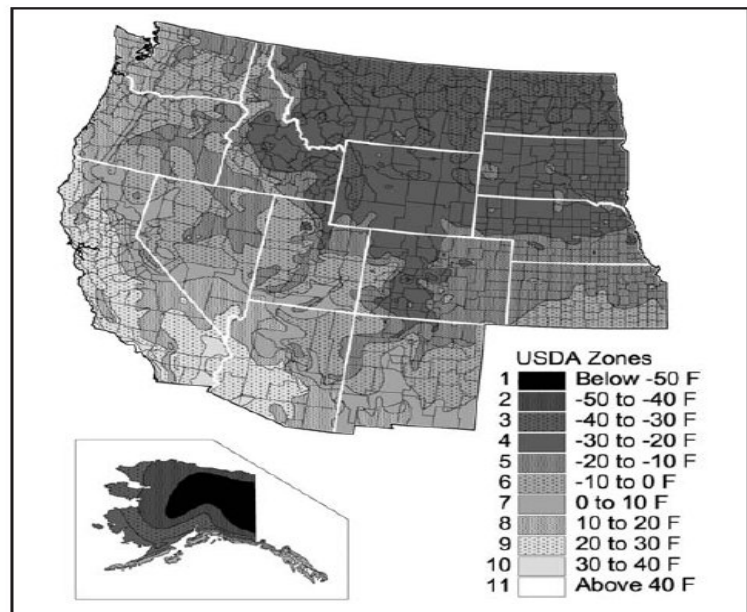 USDA Zones
1 Below -50 F
2 -50 to -40 F
3 -40 to -30 F
4 -30 to -20 F
5 -20 to -10 F
6 -10 to 0 F
7 0 to 10 F
8 10 to 20 F
9 20 to 30 F
10 30 to 40 F
11 Above 40 F